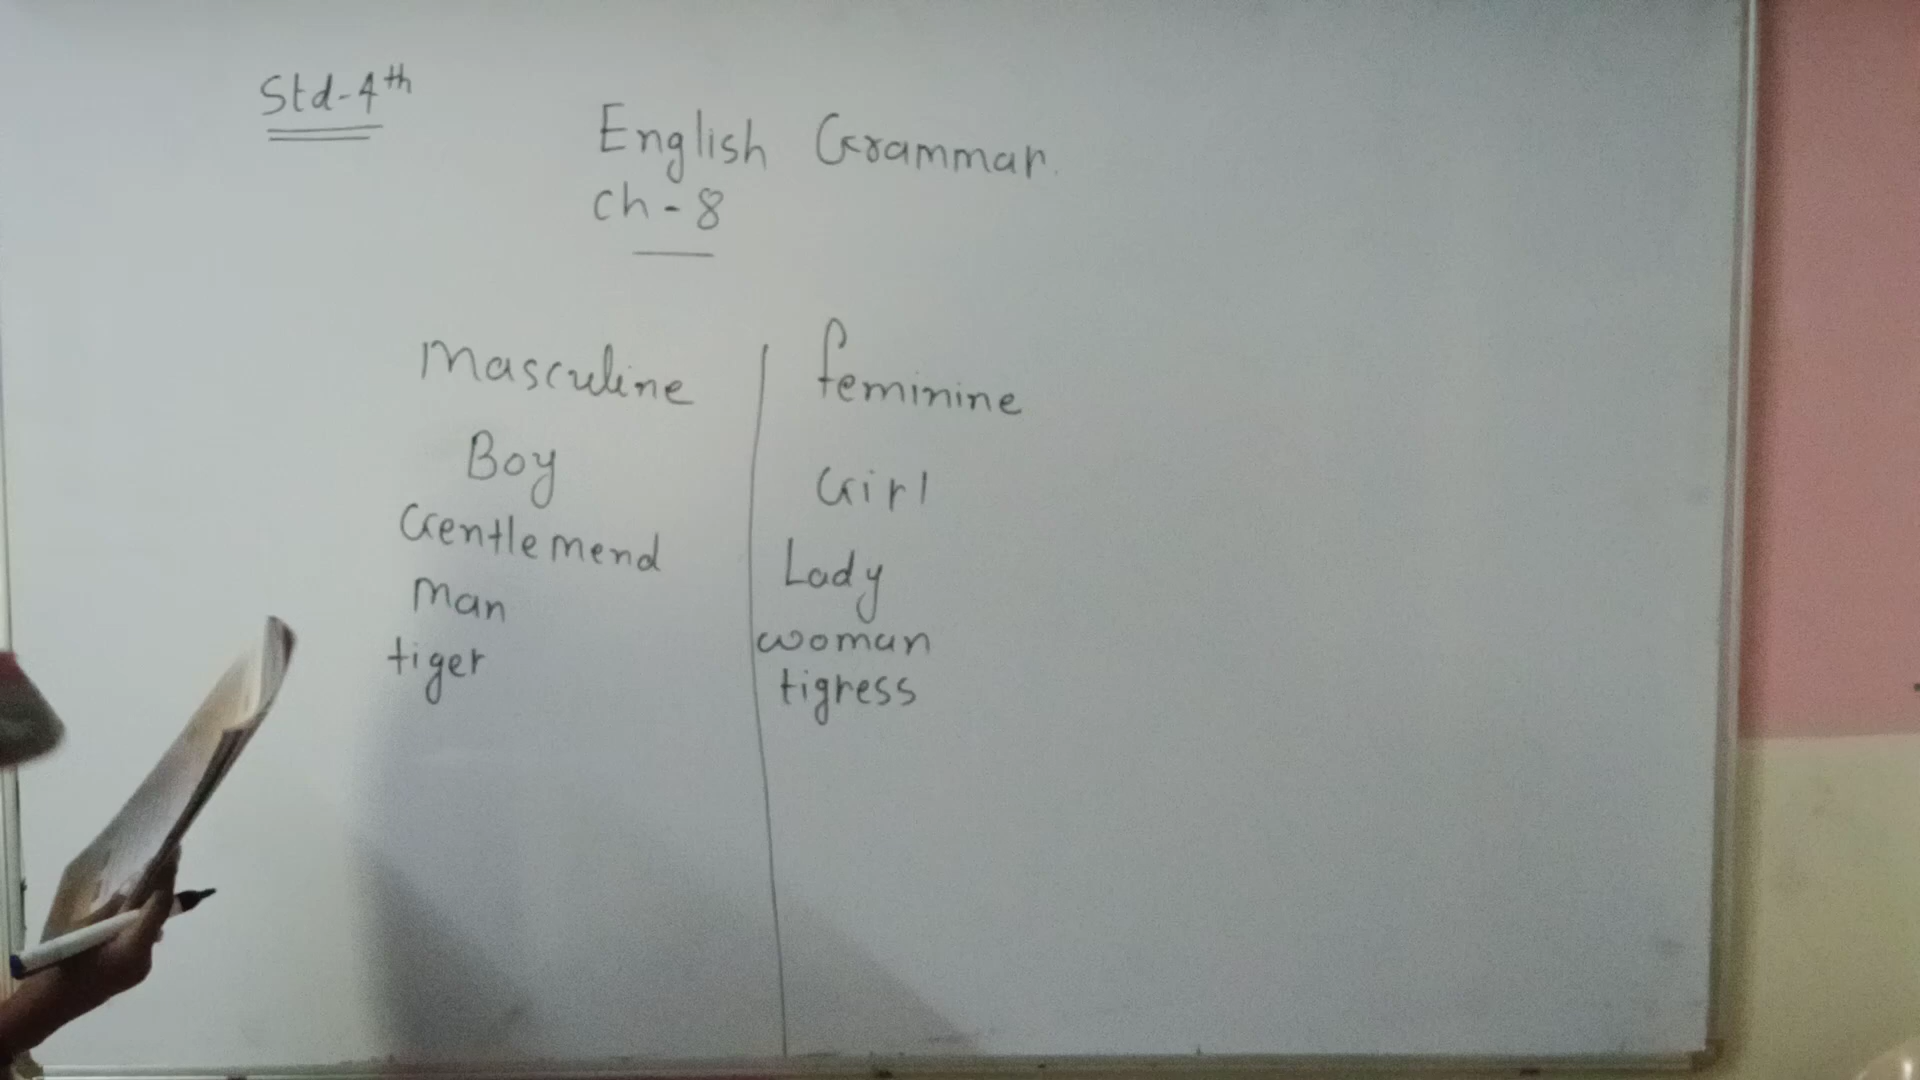 Std-4th
English Grammar.
Ch-8
Masculine feminine
Boy Girl
Gentlemend Lady
Man woman
tiger tigress